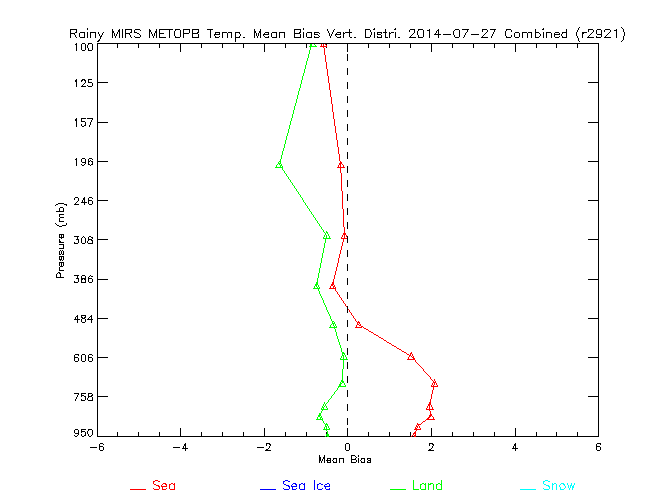 Rainy MIRS METOPB Temp. Mean Bias Vert. Distri. 2014-07-27 Combined (r2921)
100
125
157
196
246
308
386
484
606
758
950
Pressure (mb)
-6 -4 -2 0 2 4 6
Mean Bias
Sea Sea Ice Land Snow